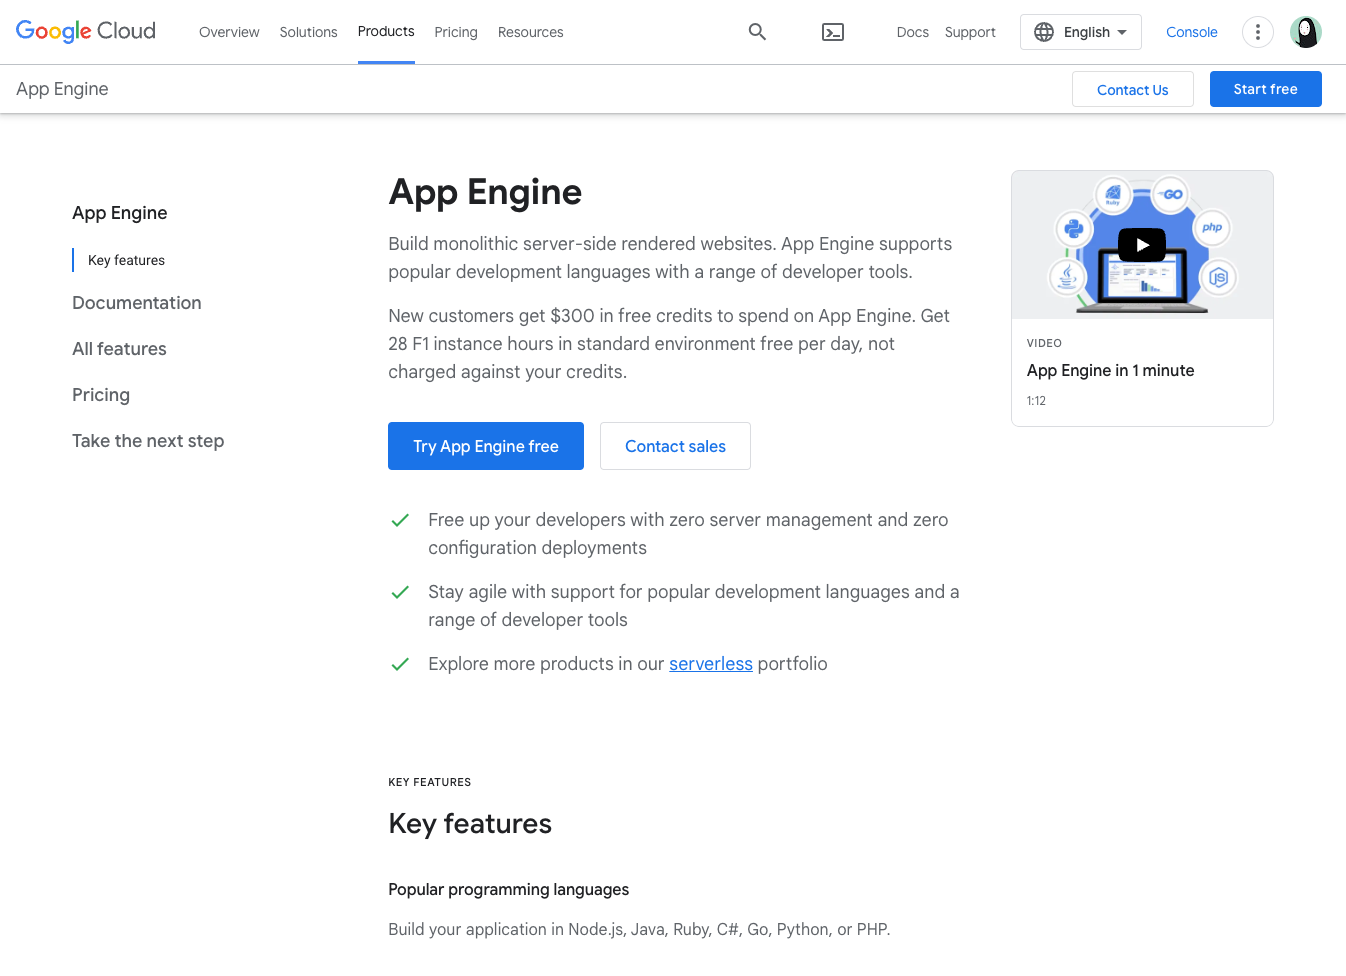 Google Cloud
Overview
Solutions
Products
Pricing
Resources
Docs
Support
English
Console
App Engine
Contact Us
Start free
App Engine
Key features
Documentation
All features
Pricing
Take the next step
App Engine
Build monolithic server-side rendered websites. App Engine supports
popular development languages with a range of developer tools.
New customers get $300 in free credits to spend on App Engine. Get
28 F1 instance hours in standard environment free per day, not
charged against your credits.
Try App Engine free
Contact sales
Free up your developers with zero server management and zero
configuration deployments
Stay agile with support for popular development languages and a
range of developer tools
Explore more products in our serverless portfolio
Ruby
GO
php
JS
VIDEO
App Engine in 1 minute
1:12
KEY FEATURES
Key features
Popular programming languages
Build your application in Node.js, Java, Ruby, C#, Go, Python, or PHP.